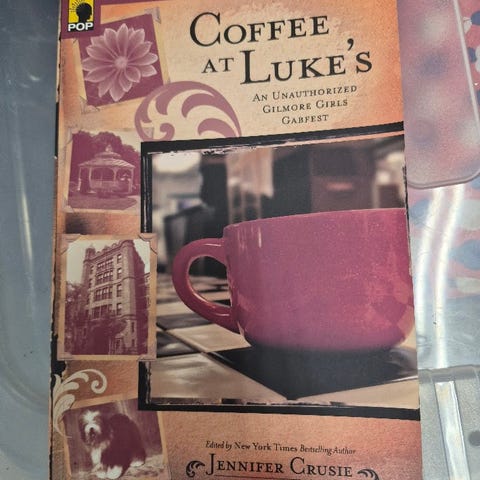 POP
COFFEE
AT LUKE'S
AN UNAUTHORIZED
GILMORE GIRLS
GABFEST
Edited by New York Times Bestselling Author
JENNIFER CRUSIE